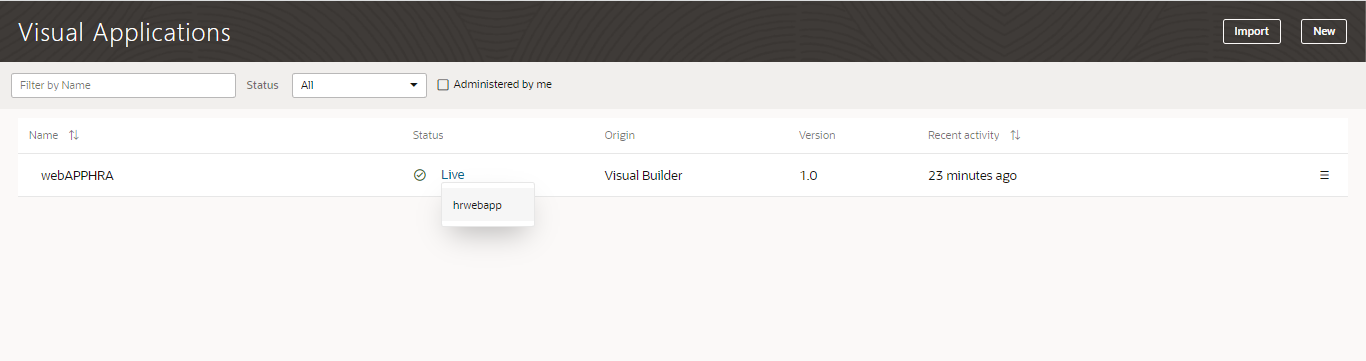 Visual Applications
Import
New
Filter by Name
Status
All
Administered by me
Name
Status
Origin
Version
Recent activity
webAPPHRA
Live
Visual Builder
1.0
23 minutes ago
hrwebapp